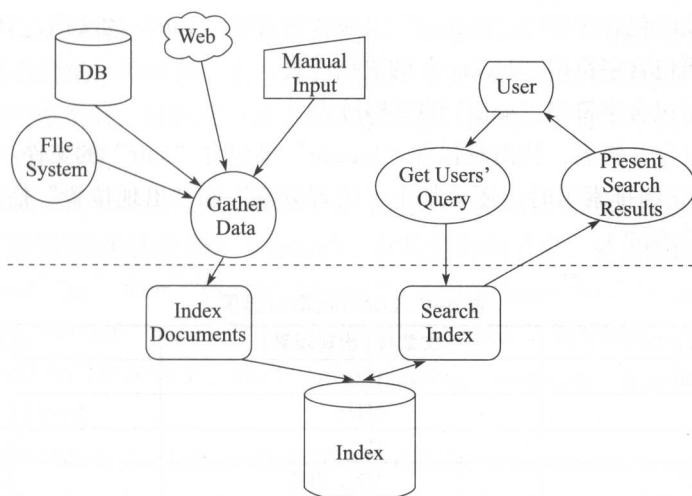 Web
DB
Manual
Input
User
FIle
System
Gather
Data
Get Users'
Query
Present
Search
Results
Index
Documents
Search
Index
Index